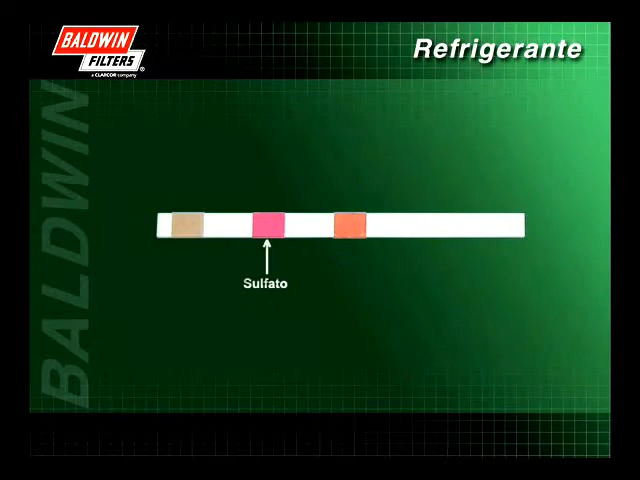 BALDWIN
FILTERS
a CLARCOR company
Refrigerante
BALDWIN
Sulfato